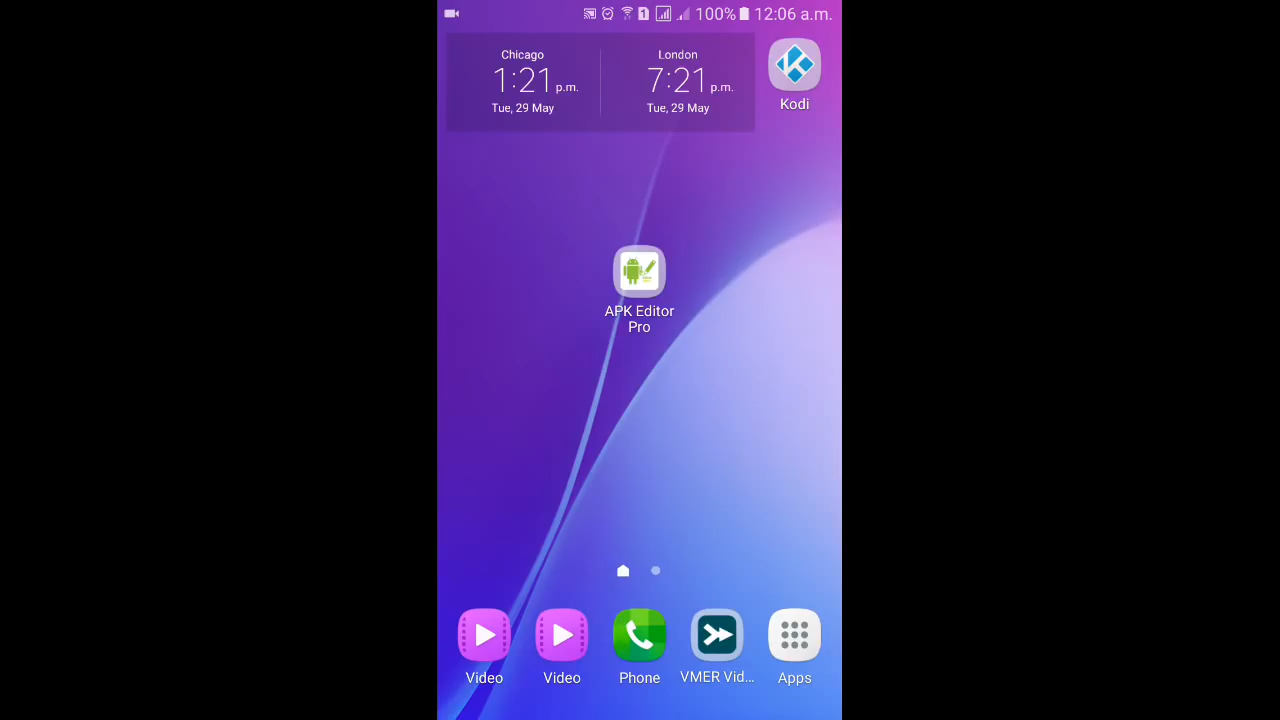 1 100% 12:06 a.m.
Chicago
1:21 p.m.
Tue, 29 May
London
7:21 p.m.
Tue, 29 May
Kodi
APK Editor
Pro
Video
Video
Phone
VMER Vid...
Apps